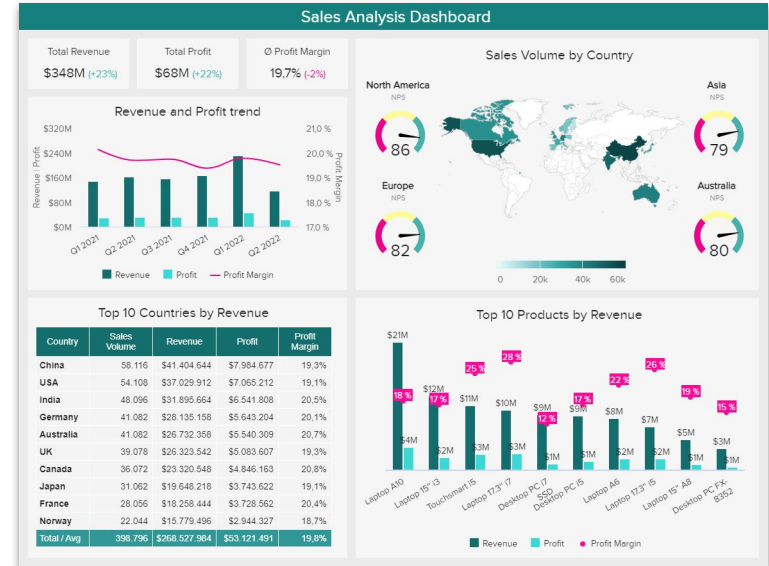 Sales Analysis Dashboard
Total Revenue
$348M (+23%)
Total Profit
$68M (+22%)
Ø Profit Margin
19,7% (-2%)
Revenue and Profit trend
Revenue | Profit
$320M
$240M
$160M
$80M
$0M
21,0 %
20,0 %
19,0 %
18,0 %
17,0 %
Profit Margin
Q1 2021
Q2 2021
Q3 2021
Q4 2021
Q1 2022
Q2 2022
Revenue Profit Profit Margin
Sales Volume by Country
North America
NPS
86
Asia
NPS
79
Europe
NPS
82
Australia
NPS
80
0 20k 40k 60k
Top 10 Countries by Revenue
Country Sales Volume Revenue Profit Profit Margin
China 58.116 $41.404.644 $7.984.677 19,3%
USA 54.108 $37.029.912 $7.065.212 19,1%
India 48.096 $31.895.664 $6.541.808 20,5%
Germany 41.082 $28.135.158 $5.643.204 20,1%
Australia 41.082 $26.732.358 $5.540.309 20,7%
UK 39.078 $26.323.542 $5.083.607 19,3%
Canada 36.072 $23.320.548 $4.846.163 20,8%
Japan 31.062 $19.648.218 $3.743.622 19,1%
France 28.056 $18.258.444 $3.728.562 20,4%
Norway 22.044 $15.779.496 $2.944.327 18,7%
Total / Avg 398.796 $268.527.984 $53.121.491 19,8%
Top 10 Products by Revenue
$21M
18 %
$4M
$12M
17 %
$2M
25 %
$11M
$3M
28 %
$10M
$3M
$9M
12 %
$1M
17 %
$9M
$1M
22 %
$8M
$2M
26 %
$7M
$2M
19 %
$5M
$1M
15 %
$3M
$1M
Laptop A10
Laptop 15" i3
Touchsmart i5
Laptop 17.3" i7
Desktop PC i7 SSD
Desktop PC i5
Laptop A6
Laptop 17.3" i5
Laptop 15" A8
Desktop PC FX-8352
Revenue Profit Profit Margin